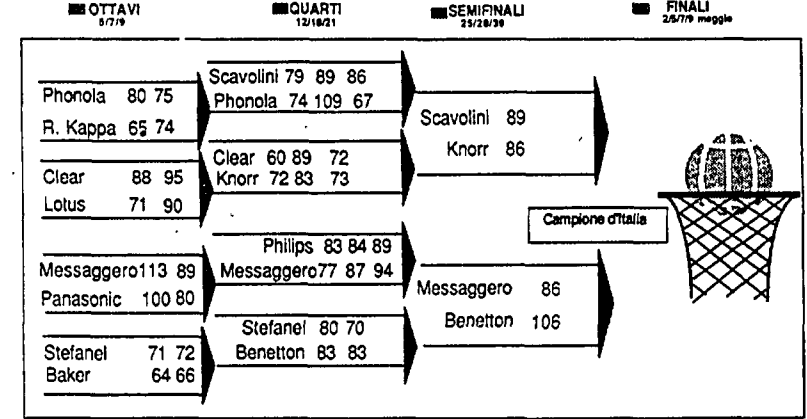 OTTAVI
5/7/9
QUARTI
12/18/21
SEMIFINALI
25/28/30
FINALI
2/5/7/9 maggio
Phonola 80 75
R. Kappa 65 74
Clear 88 95
Lotus 71 90
Messaggero 113 89
Panasonic 100 80
Stefanel 71 72
Baker 64 66
Scavolini 79 89 86
Phonola 74 109 67
Clear 60 89 72
Knorr 72 83 73
Philips 83 84 89
Messaggero 77 87 94
Stefanel 80 70
Benetton 83 83
Scavolini 89
Knorr 86
Messaggero 86
Benetton 106
Campione d'Italia